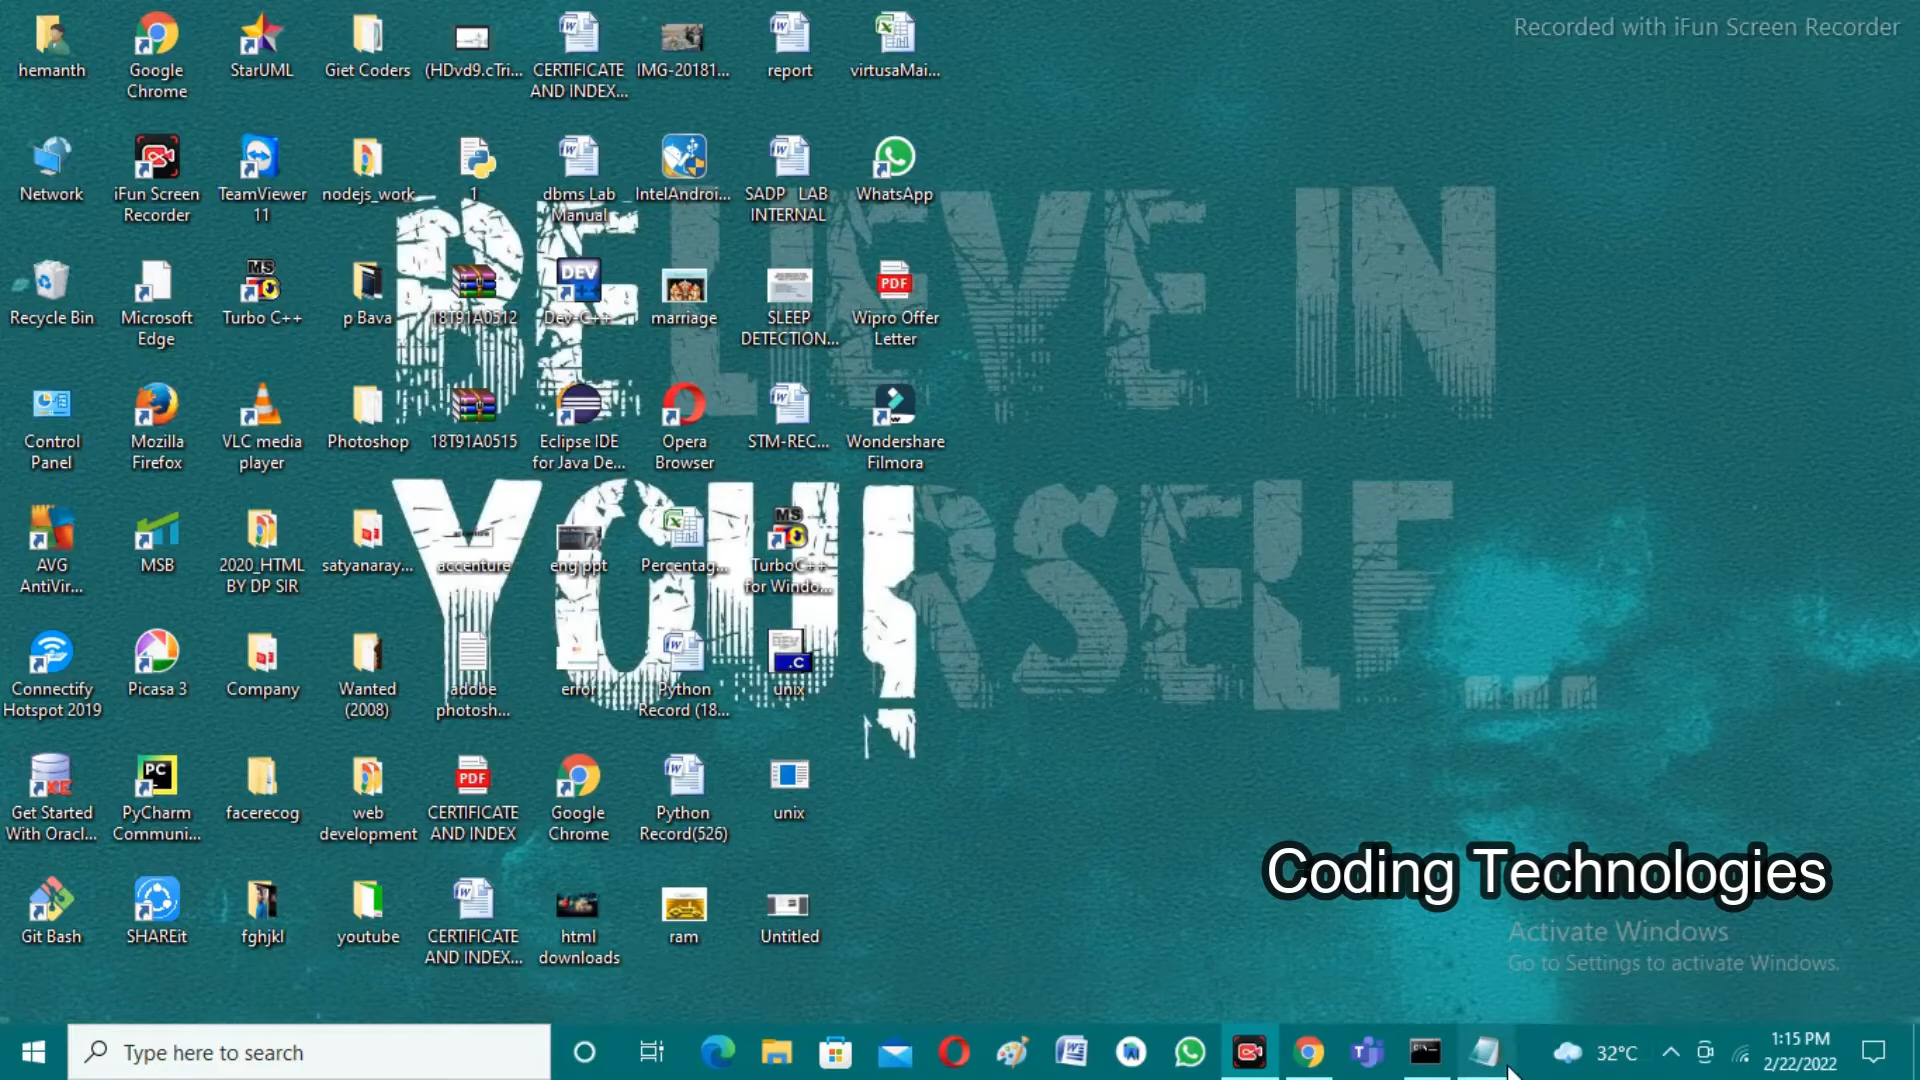 Recorded with iFun Screen Recorder
hemanth
Google
Chrome
StarUML
Giet Coders
(HDvd9.cTri...
CERTIFICATE
AND INDEX...
IMG-20181...
report
virtusaMai...
Network
iFun Screen
Recorder
TeamViewer
11
nodejs_work
1
dbms Lab
Manual
IntelAndroi...
SADP LAB
INTERNAL
WhatsApp
BELIEVE IN
Recycle Bin
Microsoft
Edge
MS
Turbo C++
p Bava
18T91A0512
DEV
Dev-C++
marriage
SLEEP
DETECTION...
PDF
Wipro Offer
Letter
Control
Panel
Mozilla
Firefox
VLC media
player
Photoshop
18T91A0515
Eclipse IDE
for Java De...
Opera
Browser
STM-REC...
Wondershare
Filmora
YOURSELF...
AVG
AntiVir...
MSB
2020_HTML
BY DP SIR
satyanaray...
accenture
eng ppt
Percentag...
MS
TurboC++
for Windo...
Connectify
Hotspot 2019
Picasa 3
Company
Wanted
(2008)
adobe
photosh...
error
Python
Record (18...
.C
unix
Get Started
With Oracl...
PC
PyCharm
Communi...
facerecog
web
development
PDF
CERTIFICATE
AND INDEX
Google
Chrome
Python
Record(526)
unix
Coding Technologies
Git Bash
SHAREit
fghjkl
youtube
CERTIFICATE
AND INDEX...
html
downloads
ram
Untitled
Activate Windows
Go to Settings to activate Windows.
Type here to search
32°C
1:15 PM
2/22/2022